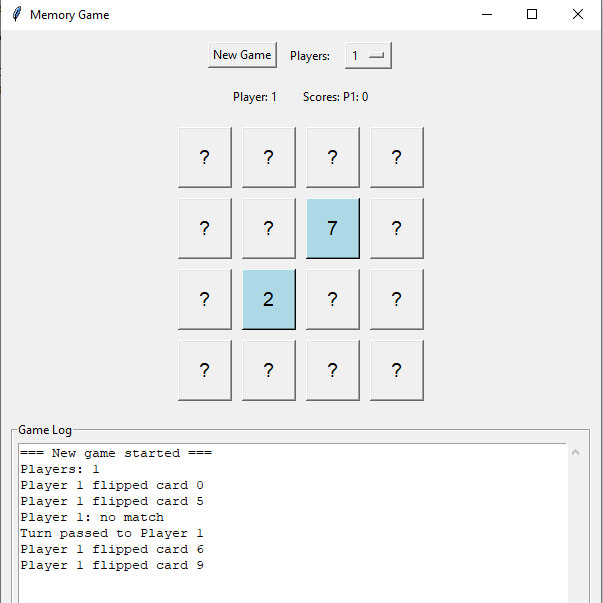 Memory Game
New Game Players: 1
Player: 1 Scores: P1: 0
? ? ? ?
? ? 7 ?
? 2 ? ?
? ? ? ?
Game Log
=== New game started ===
Players: 1
Player 1 flipped card 0
Player 1 flipped card 5
Player 1: no match
Turn passed to Player 1
Player 1 flipped card 6
Player 1 flipped card 9